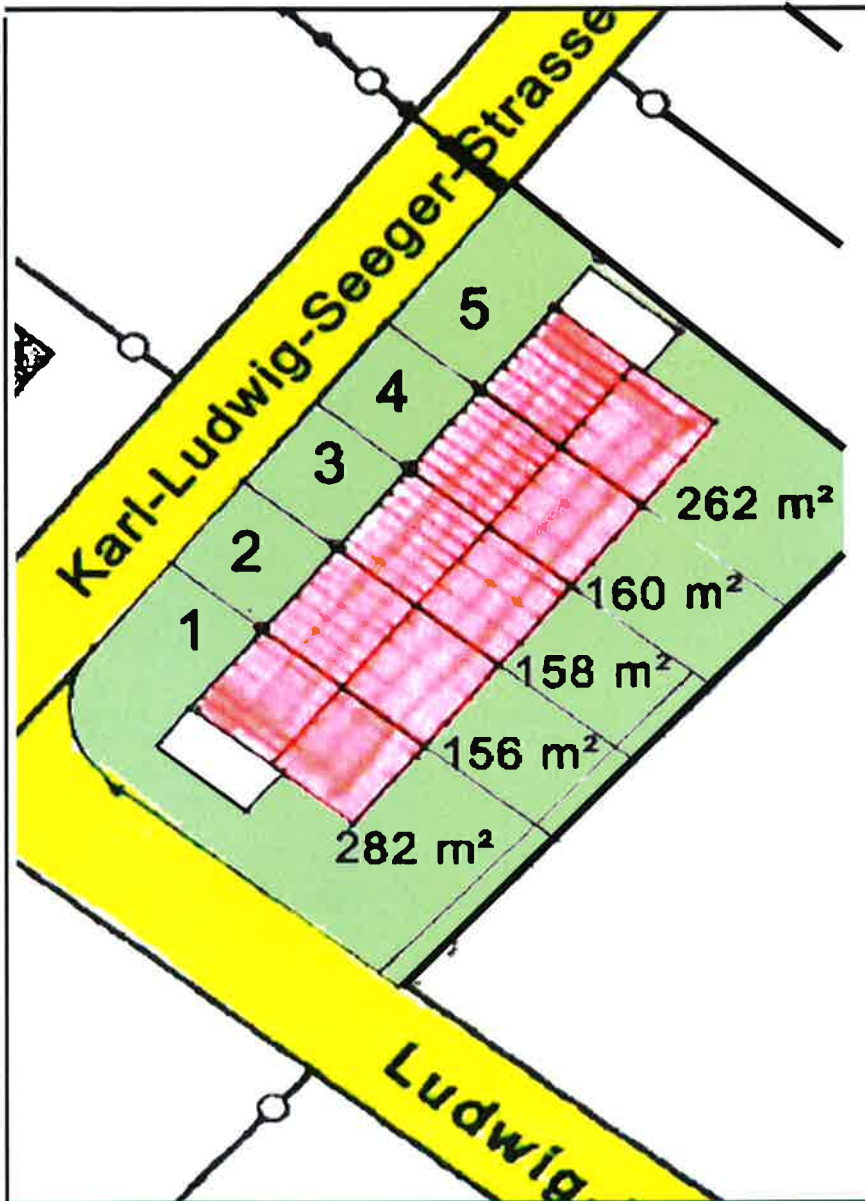 Karl-Ludwig-Seeger-Strasse
5
4
3
2
1
262 m²
160 m²
158 m²
156 m²
282 m²
Ludwig-